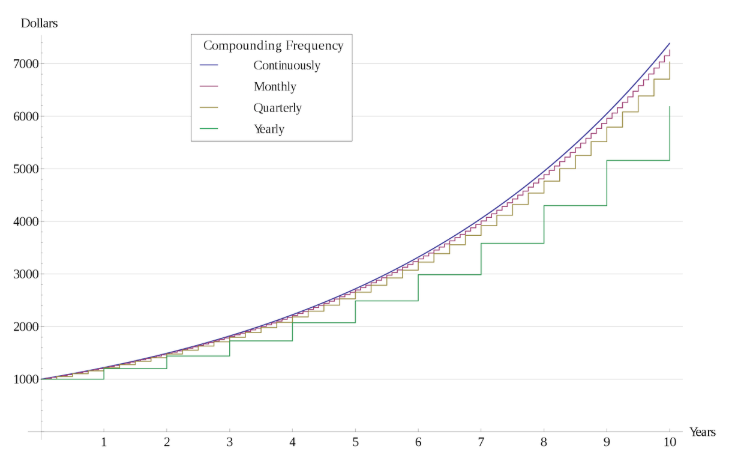 Dollars
Compounding Frequency
Continuously
Monthly
Quarterly
Yearly
7000
6000
5000
4000
3000
2000
1000
1 2 3 4 5 6 7 8 9 10 Years